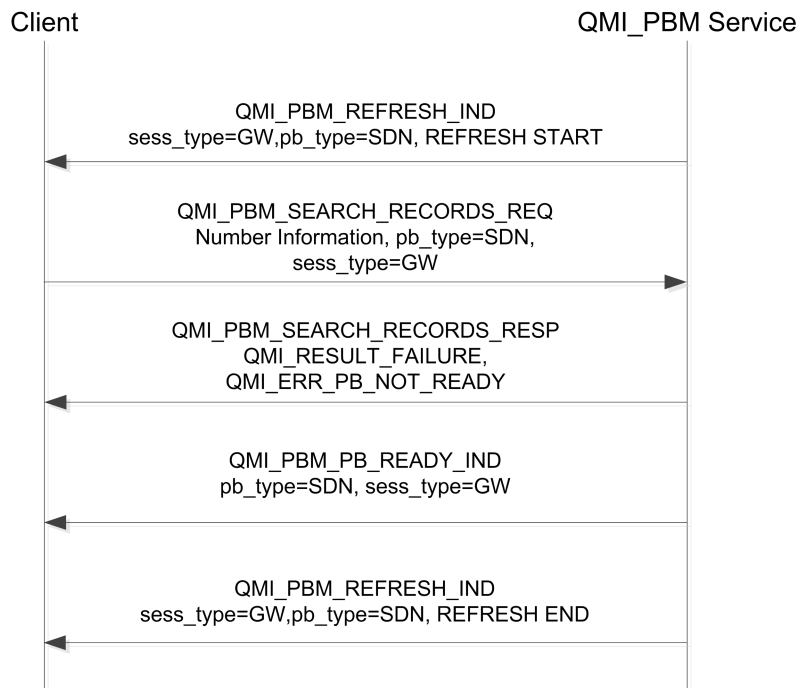 Client
QMI_PBM Service
QMI_PBM_REFRESH_IND
sess_type=GW,pb_type=SDN, REFRESH START
QMI_PBM_SEARCH_RECORDS_REQ
Number Information, pb_type=SDN,
sess_type=GW
QMI_PBM_SEARCH_RECORDS_RESP
QMI_RESULT_FAILURE,
QMI_ERR_PB_NOT_READY
QMI_PBM_PB_READY_IND
pb_type=SDN, sess_type=GW
QMI_PBM_REFRESH_IND
sess_type=GW,pb_type=SDN, REFRESH END